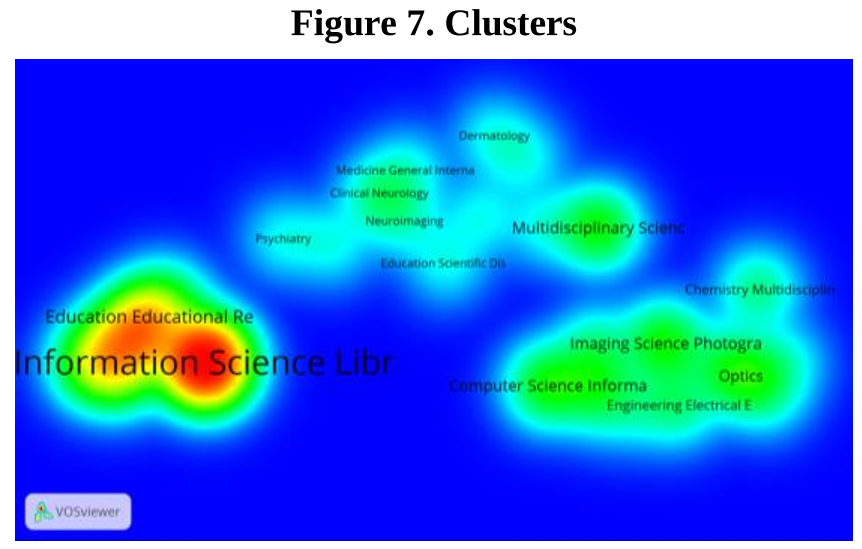 Figure 7. Clusters
Dermatology
Medicine General Interna
Clinical Neurology
Neuroimaging
Multidisciplinary Scienc
Psychiatry
Education Scientific Dis
Chemistry Multidisciplin
Education Educational Re
Imaging Science Photogra
Information Science Libr
Optics
Computer Science Informa
Engineering Electrical E
VOSviewer